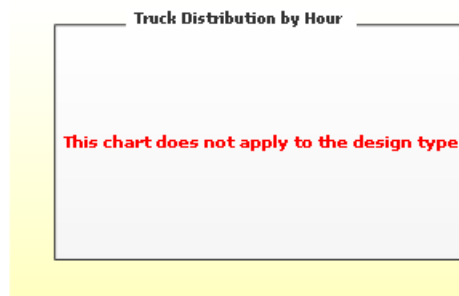 Truck Distribution by Hour
This chart does not apply to the design type